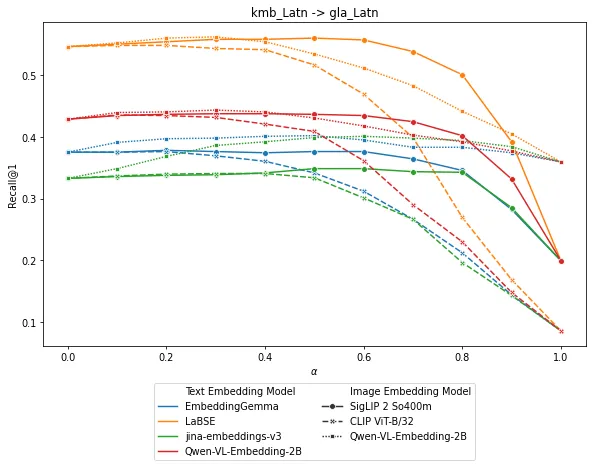 kmb_Latn -> gla_Latn
Recall@1
0.5
0.4
0.3
0.2
0.1
0.0 0.2 0.4 0.6 0.8 1.0
α
Text Embedding Model Image Embedding Model
EmbeddingGemma SigLIP 2 So400m
LaBSE CLIP ViT-B/32
jina-embeddings-v3 Qwen-VL-Embedding-2B
Qwen-VL-Embedding-2B